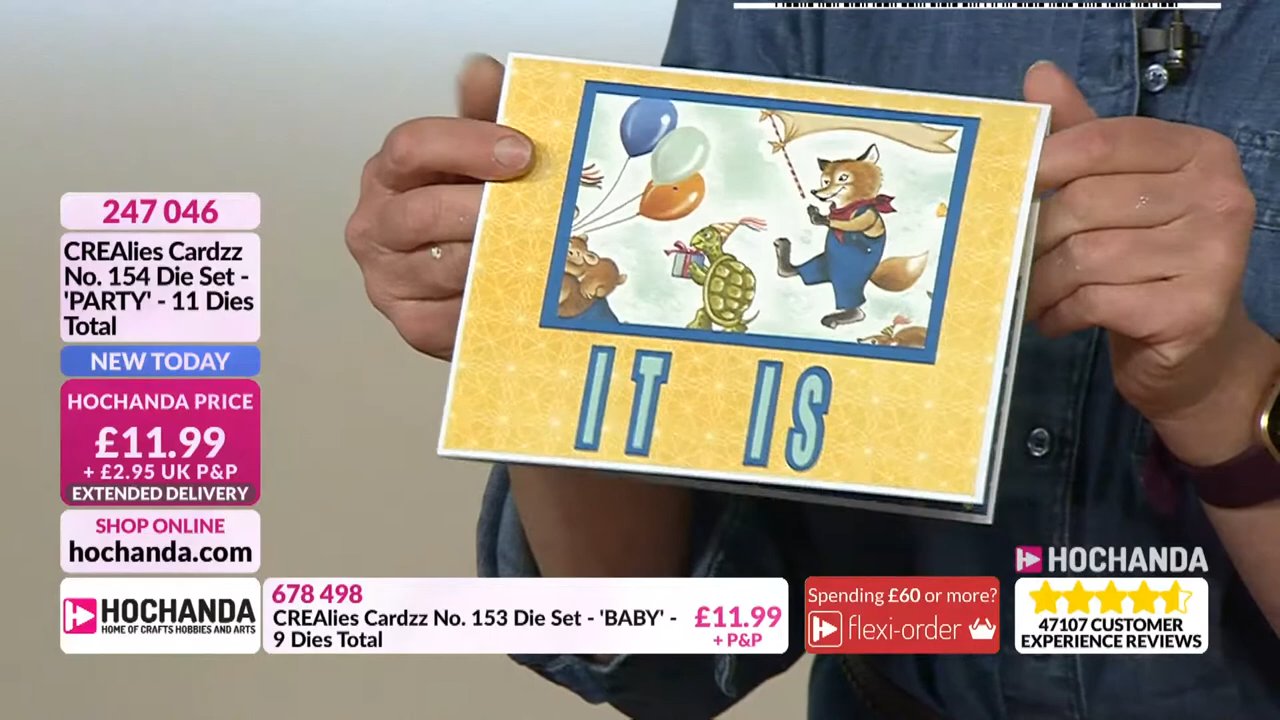 247 046
CREAlies Cardzz
No. 154 Die Set -
'PARTY' - 11 Dies
Total
NEW TODAY
HOCHANDA PRICE
£11.99
+ £2.95 UK P&P
EXTENDED DELIVERY
SHOP ONLINE
hochanda.com
IT IS
HOCHANDA
HOME OF CRAFTS HOBBIES AND ARTS
678 498
CREAlies Cardzz No. 153 Die Set - 'BABY' -
9 Dies Total
£11.99
+ P&P
Spending £60 or more?
flexi-order
HOCHANDA
47107 CUSTOMER
EXPERIENCE REVIEWS